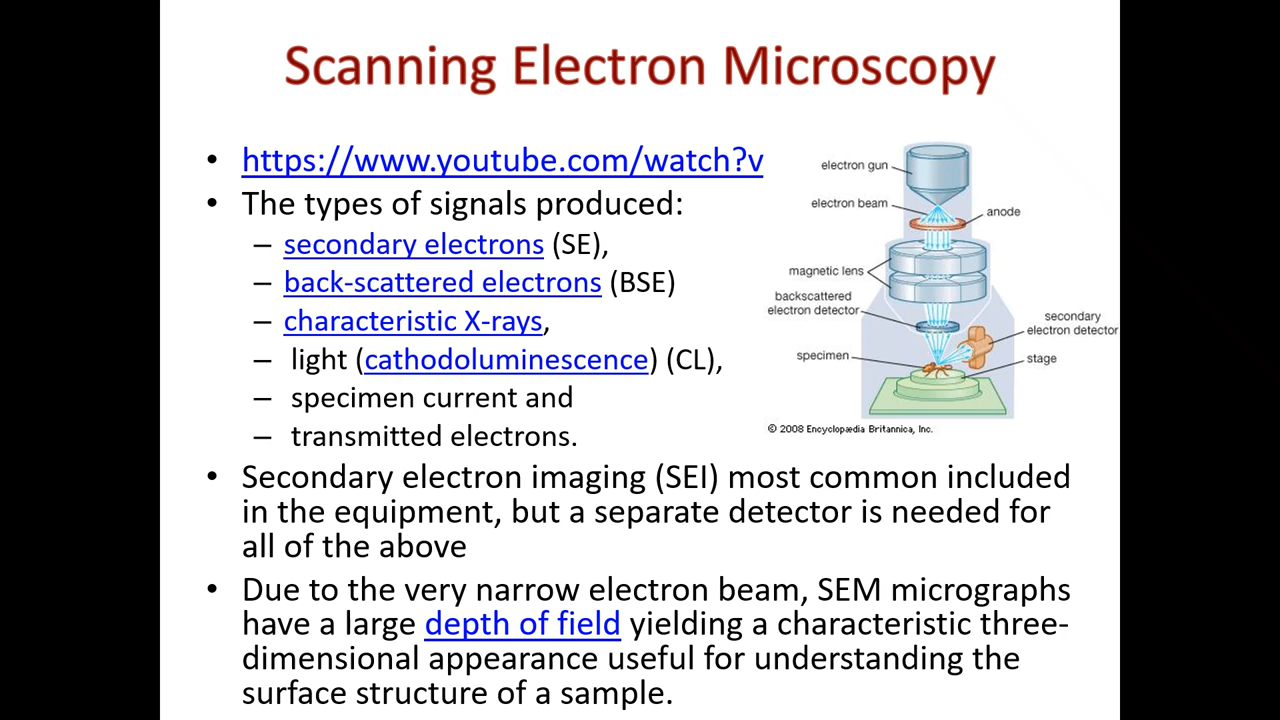 Scanning Electron Microscopy
• https://www.youtube.com/watch?v
• The types of signals produced:
– secondary electrons (SE),
– back-scattered electrons (BSE)
– characteristic X-rays,
– light (cathodoluminescence) (CL),
– specimen current and
– transmitted electrons.
• Secondary electron imaging (SEI) most common included
in the equipment, but a separate detector is needed for
all of the above
• Due to the very narrow electron beam, SEM micrographs
have a large depth of field yielding a characteristic three-
dimensional appearance useful for understanding the
surface structure of a sample.
electron gun
electron beam
anode
magnetic lens
backscattered
electron detector
secondary
electron detector
specimen
stage
© 2008 Encyclopædia Britannica, Inc.